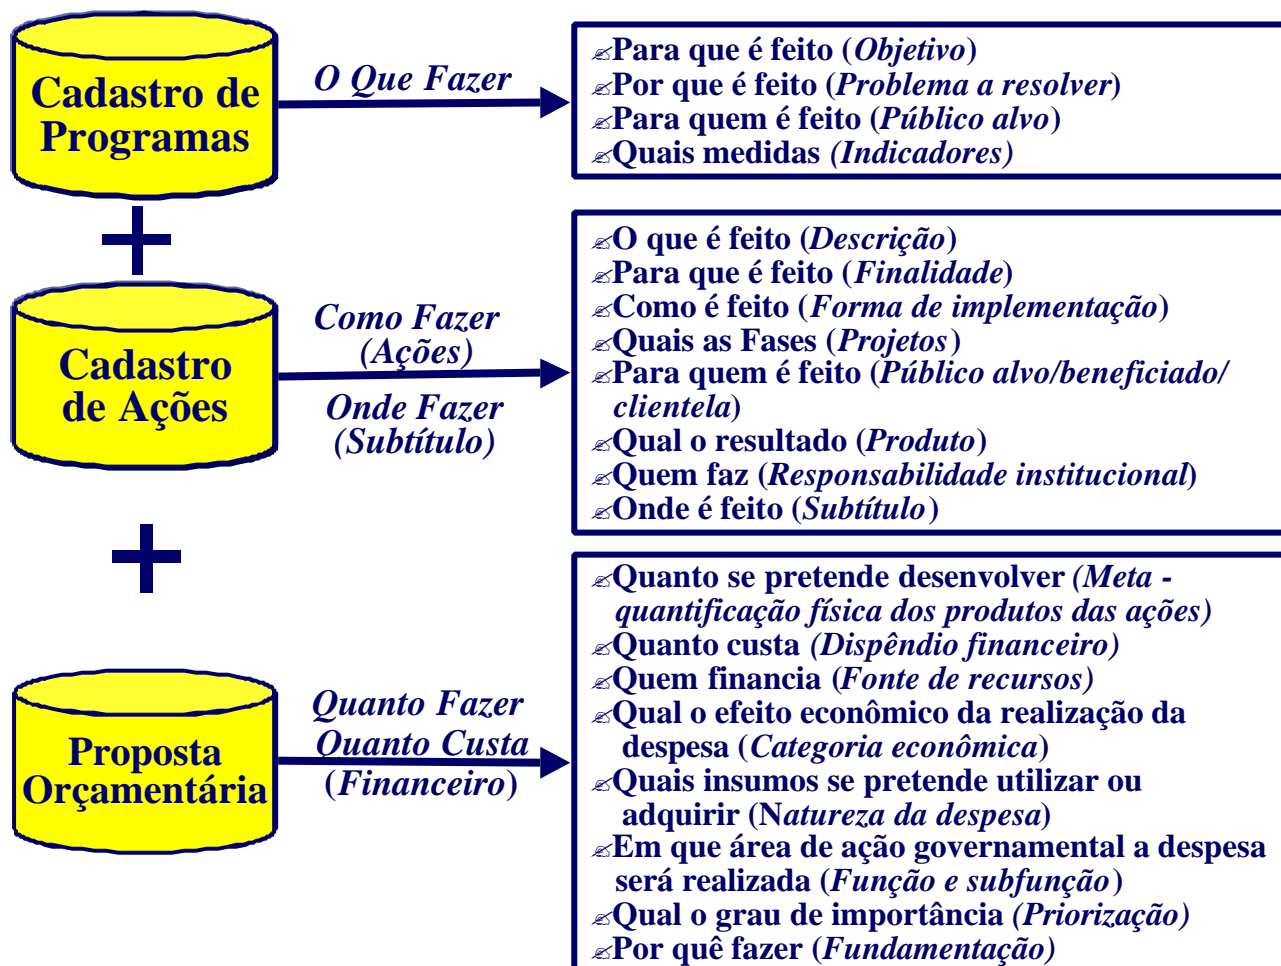 Cadastro de
Programas
O Que Fazer
Para que é feito (Objetivo)
Por que é feito (Problema a resolver)
Para quem é feito (Público alvo)
Quais medidas (Indicadores)
+
Cadastro
de Ações
Como Fazer
(Ações)
Onde Fazer
(Subtítulo)
O que é feito (Descrição)
Para que é feito (Finalidade)
Como é feito (Forma de implementação)
Quais as Fases (Projetos)
Para quem é feito (Público alvo/beneficiado/
clientela)
Qual o resultado (Produto)
Quem faz (Responsabilidade institucional)
Onde é feito (Subtítulo)
+
Proposta
Orçamentária
Quanto Fazer
Quanto Custa
(Financeiro)
Quanto se pretende desenvolver (Meta -
quantificação física dos produtos das ações)
Quanto custa (Dispêndio financeiro)
Quem financia (Fonte de recursos)
Qual o efeito econômico da realização da
despesa (Categoria econômica)
Quais insumos se pretende utilizar ou
adquirir (Natureza da despesa)
Em que área de ação governamental a despesa
será realizada (Função e subfunção)
Qual o grau de importância (Priorização)
Por quê fazer (Fundamentação)